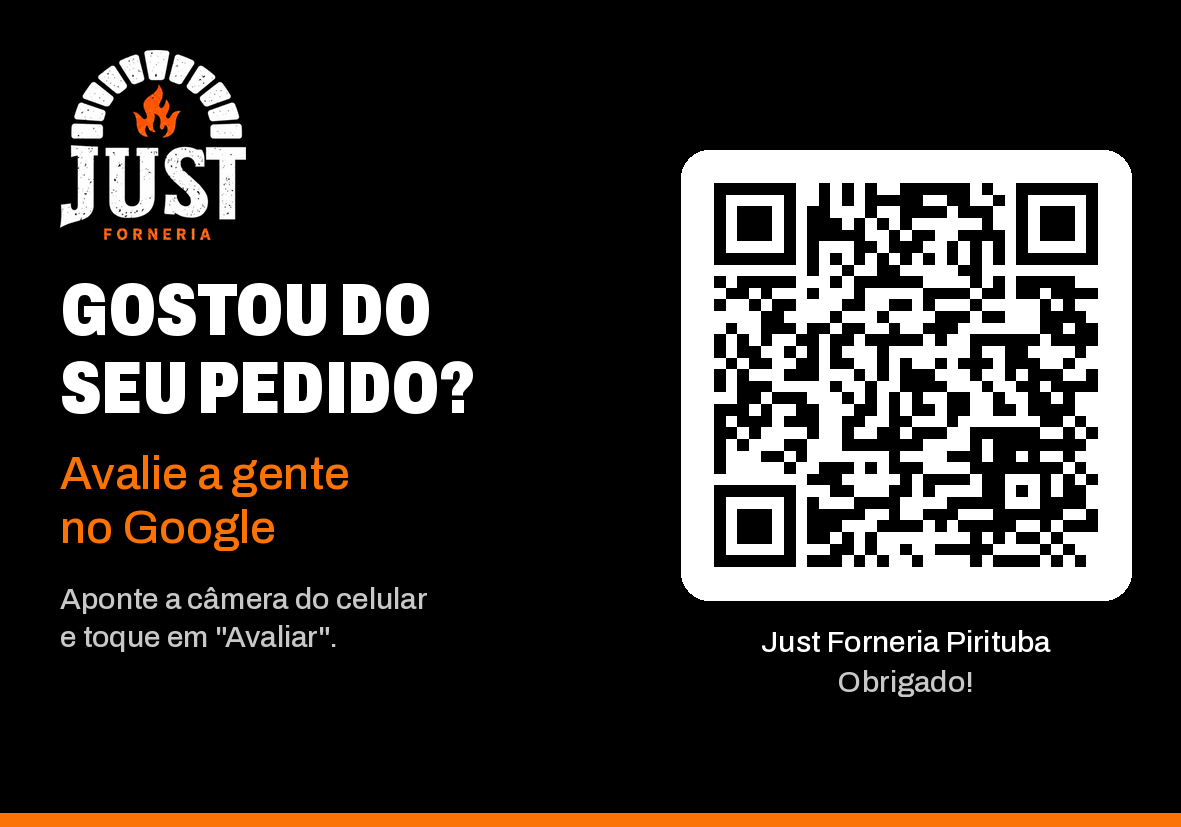 JUST
FORNERIA
GOSTOU DO
SEU PEDIDO?
Avalie a gente
no Google
Aponte a câmera do celular
e toque em "Avaliar".
Just Forneria Pirituba
Obrigado!